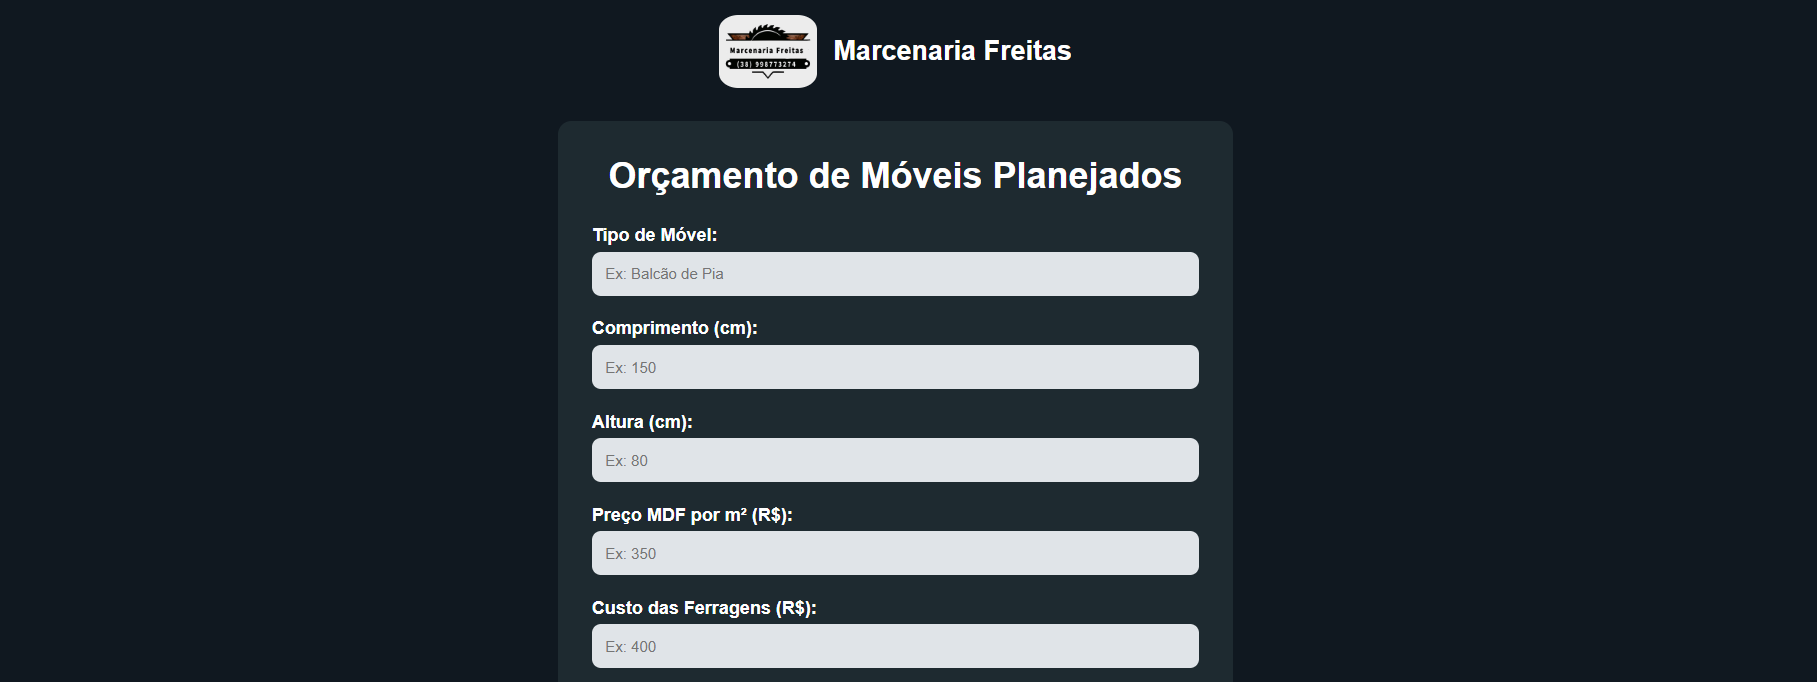 Marcenaria Freitas
(38) 998773274
Marcenaria Freitas
Orçamento de Móveis Planejados
Tipo de Móvel:
Ex: Balcão de Pia
Comprimento (cm):
Ex: 150
Altura (cm):
Ex: 80
Preço MDF por m² (R$):
Ex: 350
Custo das Ferragens (R$):
Ex: 400